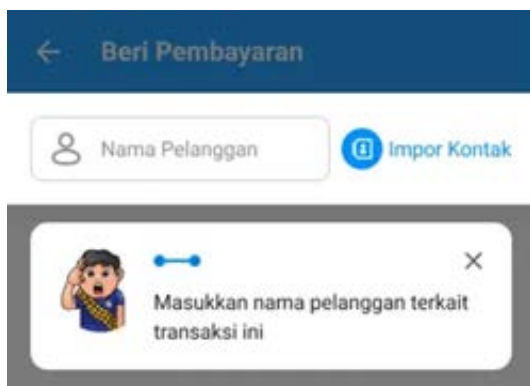 Beri Pembayaran
Nama Pelanggan
Impor Kontak
Masukkan nama pelanggan terkait
transaksi ini